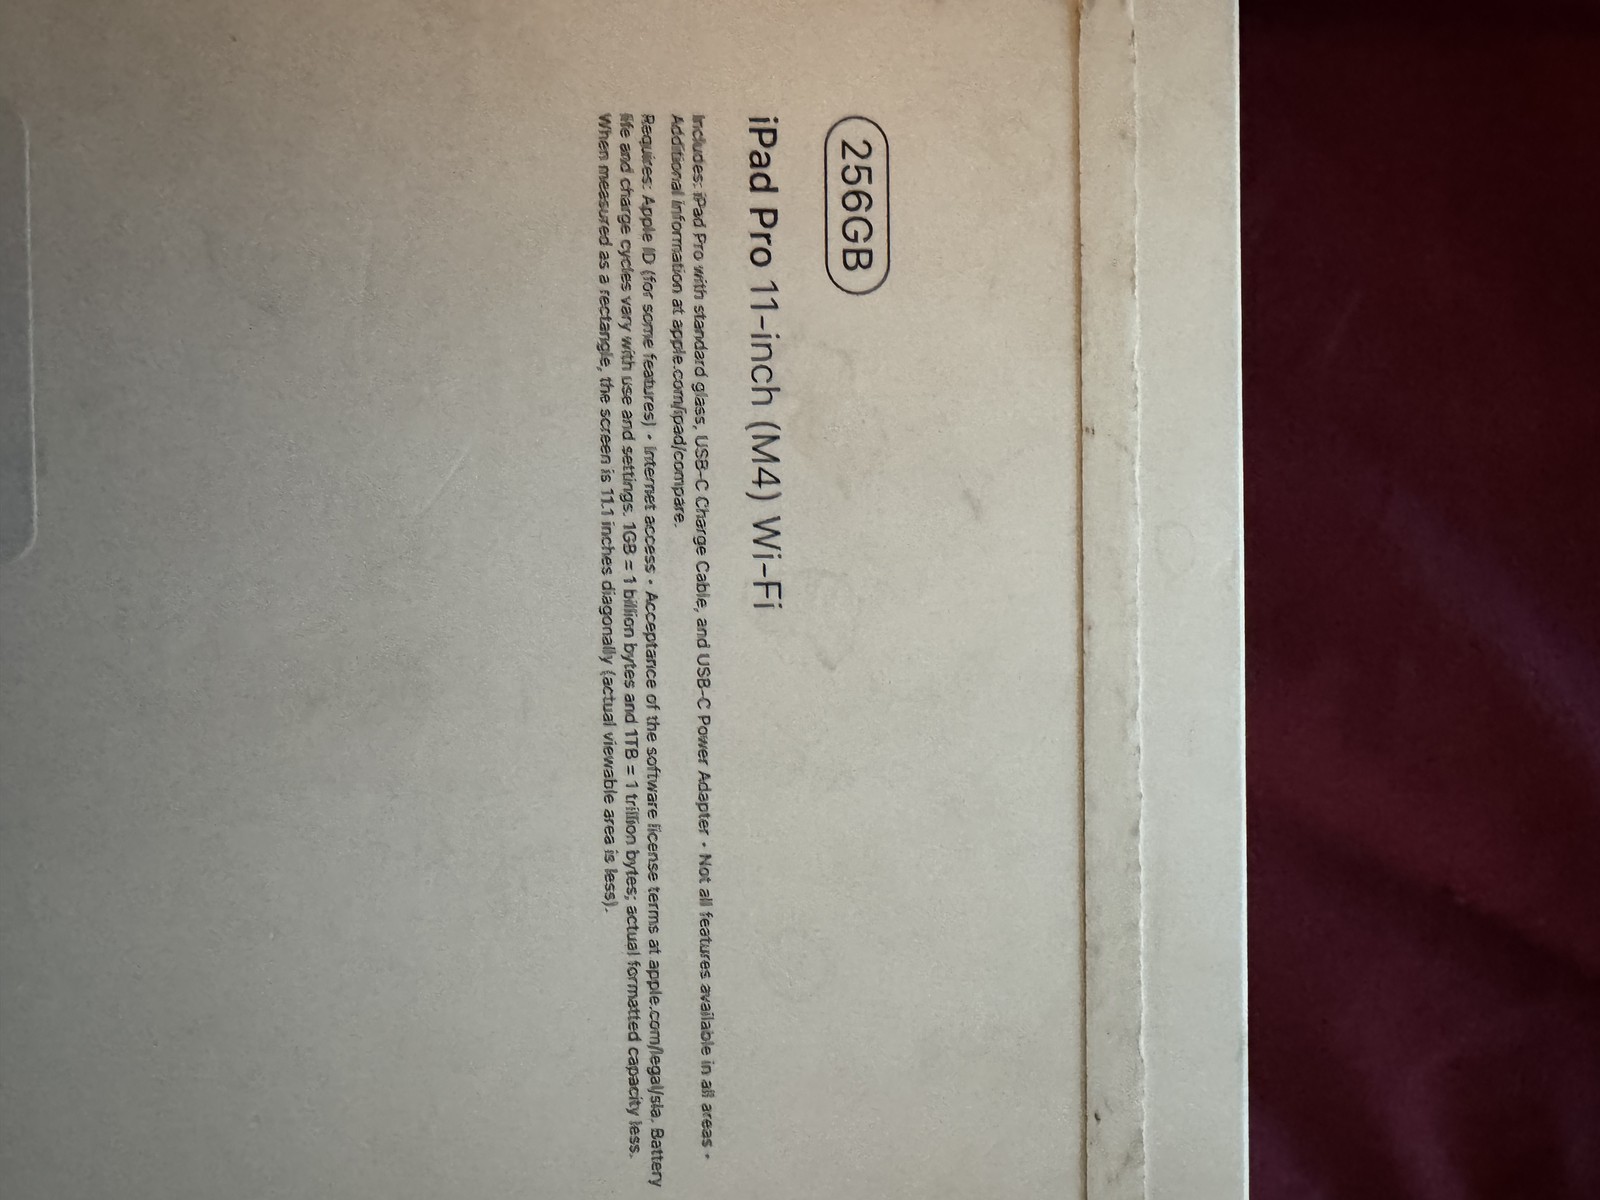 256GB
iPad Pro 11-inch (M4) Wi-Fi
Includes: iPad Pro with standard glass, USB-C Charge Cable, and USB-C Power Adapter • Not all features available in all areas •
Additional information at apple.com/ipad/compare.
Requires: Apple ID (for some features) • Internet access • Acceptance of the software license terms at apple.com/legal/sla. Battery
life and charge cycles vary with use and settings. 1GB = 1 billion bytes and 1TB = 1 trillion bytes; actual formatted capacity less.
When measured as a rectangle, the screen is 11.1 inches diagonally (actual viewable area is less).